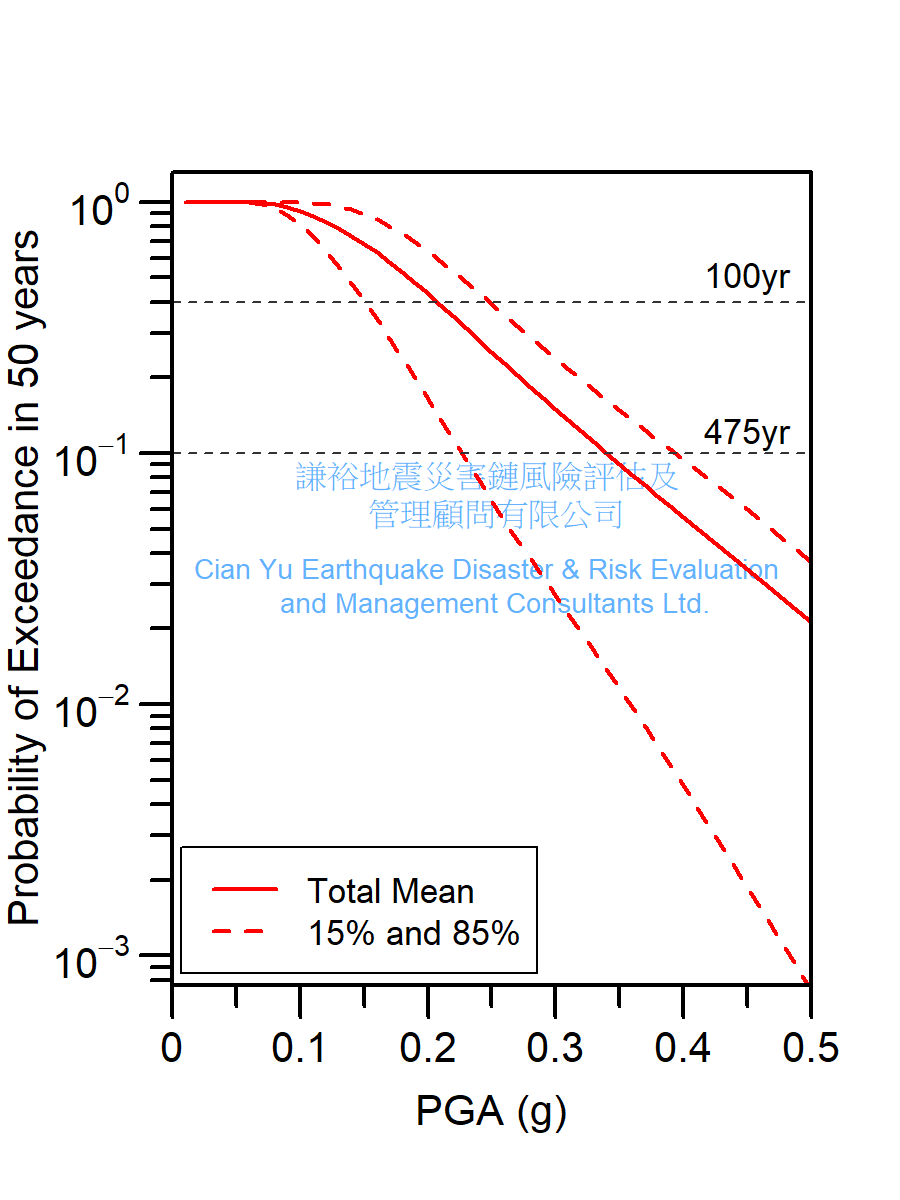 Probability of Exceedance in 50 years
10⁰
10⁻¹
10⁻²
10⁻³
100yr
475yr
謙裕地震災害鏈風險評估及
管理顧問有限公司
Cian Yu Earthquake Disaster & Risk Evaluation
and Management Consultants Ltd.
Total Mean
15% and 85%
0 0.1 0.2 0.3 0.4 0.5
PGA (g)